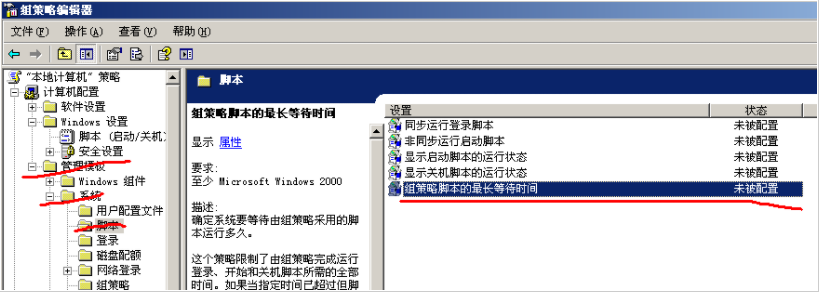 组策略编辑器
文件(F) 操作(A) 查看(V) 帮助(H)
“本地计算机”策略
计算机配置
软件设置
Windows 设置
脚本 (启动/关机)
安全设置
管理模板
Windows 组件
系统
用户配置文件
脚本
登录
磁盘配额
网络登录
组策略
脚本
组策略脚本的最长等待时间
显示 属性
要求:
至少 Microsoft Windows 2000
描述:
确定系统要等待由组策略采用的脚
本运行多久。
这个策略限制了由组策略完成运行
登录、开始和关机脚本所需的全部
时间。如果当指定时间已超过但脚
设置 状态
同步运行登录脚本 未被配置
非同步运行启动脚本 未被配置
显示启动脚本的运行状态 未被配置
显示关机脚本的运行状态 未被配置
组策略脚本的最长等待时间 未被配置